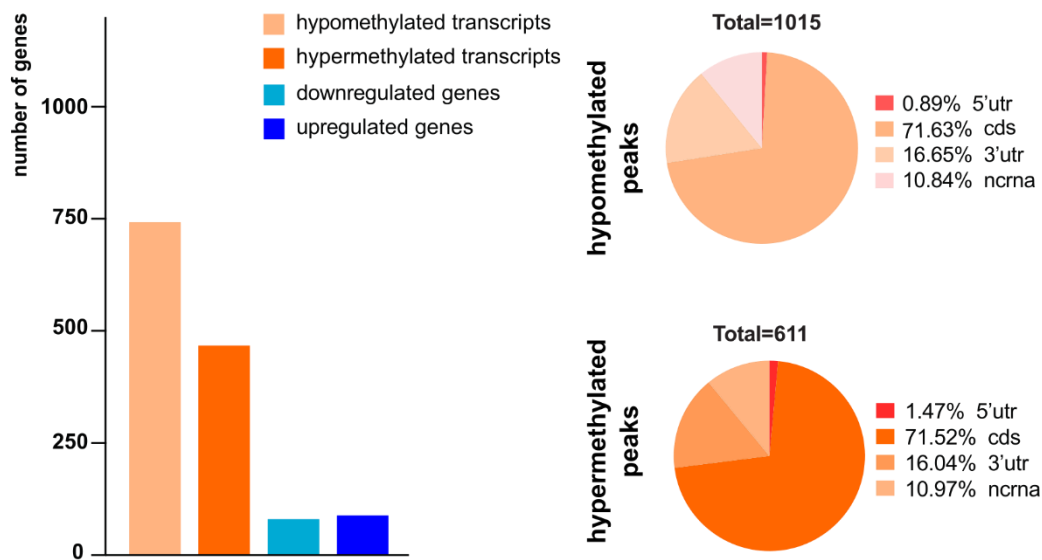 number of genes
1000
750
500
250
0
hypomethylated transcripts
hypermethylated transcripts
downregulated genes
upregulated genes
Total=1015
hypomethylated
peaks
0.89% 5’utr
71.63% cds
16.65% 3’utr
10.84% ncrna
Total=611
hypermethylated
peaks
1.47% 5’utr
71.52% cds
16.04% 3’utr
10.97% ncrna